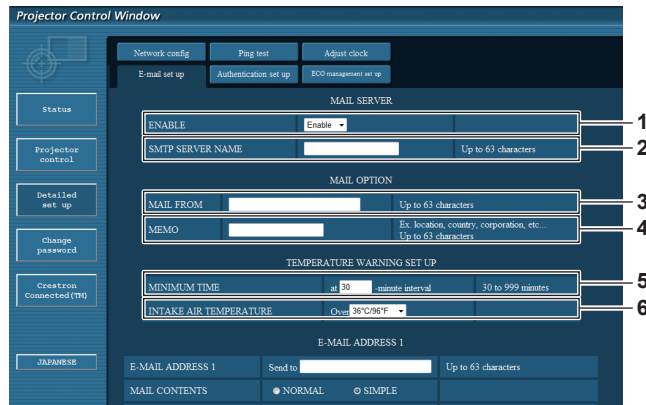 Projector Control Window
Network config Ping test Adjust clock
E-mail set up Authentication set up ECO management set up
MAIL SERVER
Status
ENABLE Enable 1
SMTP SERVER NAME Up to 63 characters 2
Projector
control
MAIL OPTION
Detailed
set up
MAIL FROM Up to 63 characters 3
MEMO Ex. location, country, corporation, etc...
Up to 63 characters 4
Change
password
TEMPERATURE WARNING SET UP
Crestron
Connected(TM)
MINIMUM TIME at 30 -minute interval 30 to 999 minutes 5
INTAKE AIR TEMPERATURE Over 36°C/96°F 6
E-MAIL ADDRESS 1
JAPANESE
E-MAIL ADDRESS 1 Send to Up to 63 characters
MAIL CONTENTS NORMAL SIMPLE